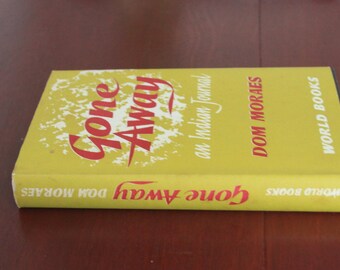 Gone
Away
an Indian Journal
DOM MORAES
WORLD BOOKS
DOM MORAES
Gone Away
WORLD BOOKS